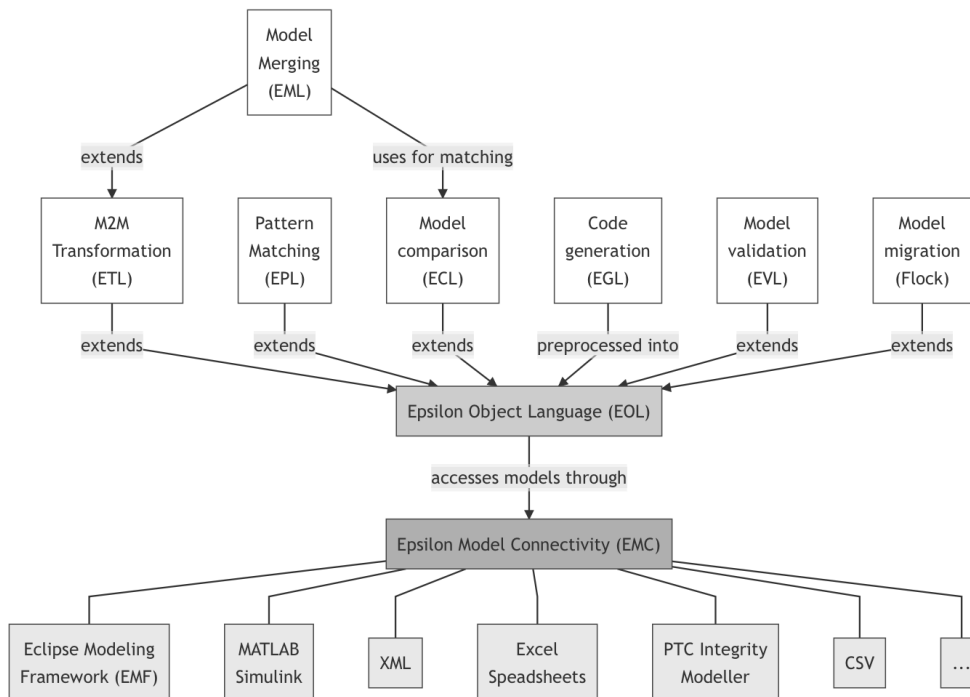 Model
Merging
(EML)
extends
uses for matching
M2M
Transformation
(ETL)
Pattern
Matching
(EPL)
Model
comparison
(ECL)
Code
generation
(EGL)
Model
validation
(EVL)
Model
migration
(Flock)
extends
extends
extends
preprocessed into
extends
extends
Epsilon Object Language (EOL)
accesses models through
Epsilon Model Connectivity (EMC)
Eclipse Modeling
Framework (EMF)
MATLAB
Simulink
XML
Excel
Speadsheets
PTC Integrity
Modeller
CSV
...